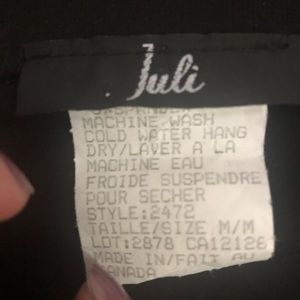 Juli
MACHINE WASH
COLD WATER HANG
DRY/LAVER A LA
MACHINE EAU
FROIDE SUSPENDRE
POUR SECHER
STYLE:2472
TAILLE/SIZE M/M
LOT:2878 CA12126
MADE IN/FAIT AU
CANADA